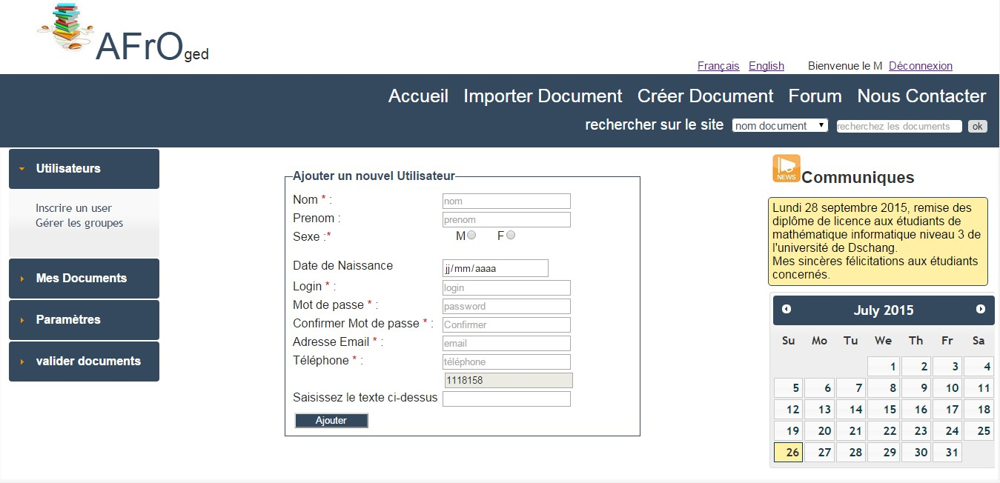 AFrOged
Français English Bienvenue le M Déconnexion
Accueil Importer Document Créer Document Forum Nous Contacter
rechercher sur le site nom document recherchez les documents ok
Utilisateurs
Inscrire un user
Gérer les groupes
Mes Documents
Paramètres
valider documents
Ajouter un nouvel Utilisateur
Nom * : nom
Prenom : prenom
Sexe :* M F
Date de Naissance jj/mm/aaaa
Login * : login
Mot de passe * : password
Confirmer Mot de passe * : Confirmer
Adresse Email * : email
Téléphone * : téléphone
1118158
Saisissez le texte ci-dessus
Ajouter
NEWS Communiques
Lundi 28 septembre 2015, remise des
diplôme de licence aux étudiants de
mathématique informatique niveau 3 de
l'université de Dschang.
Mes sincères félicitations aux étudiants
concernés.
July 2015
Su Mo Tu We Th Fr Sa
1 2 3 4
5 6 7 8 9 10 11
12 13 14 15 16 17 18
19 20 21 22 23 24 25
26 27 28 29 30 31